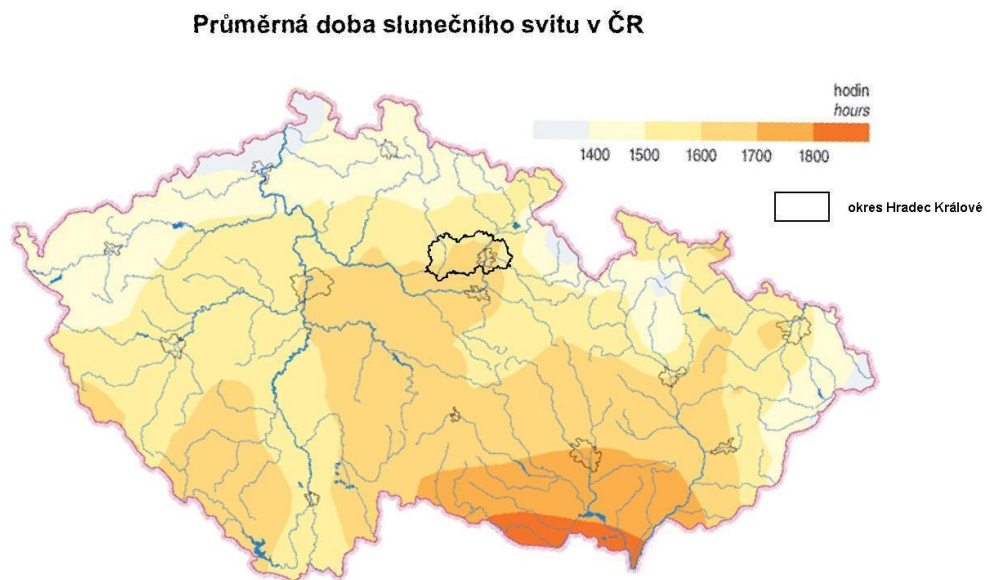 Průměrná doba slunečního svitu v ČR
hodin
hours
1400 1500 1600 1700 1800
okres Hradec Králové